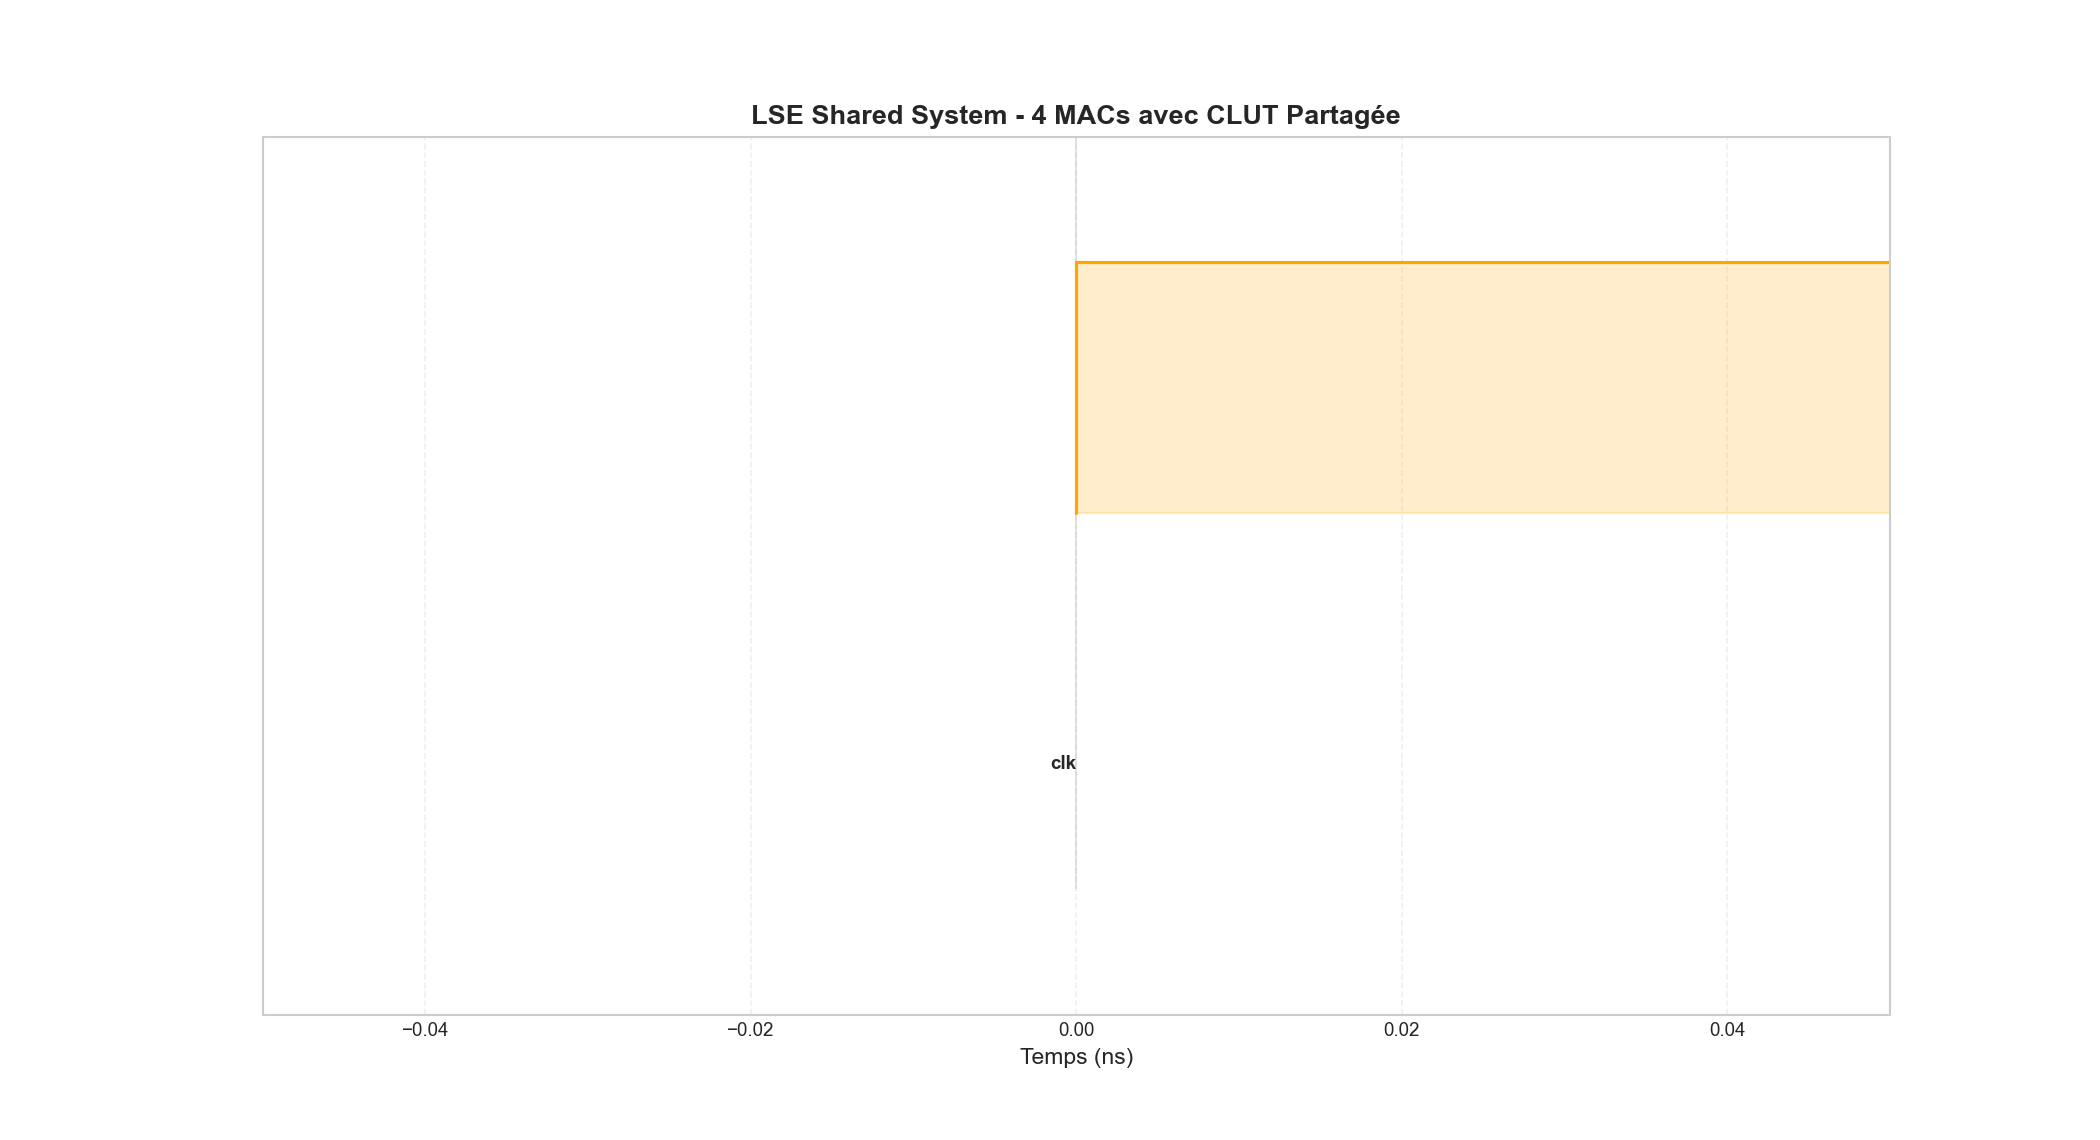 LSE Shared System - 4 MACs avec CLUT Partagée
clk
−0.04 −0.02 0.00 0.02 0.04
Temps (ns)